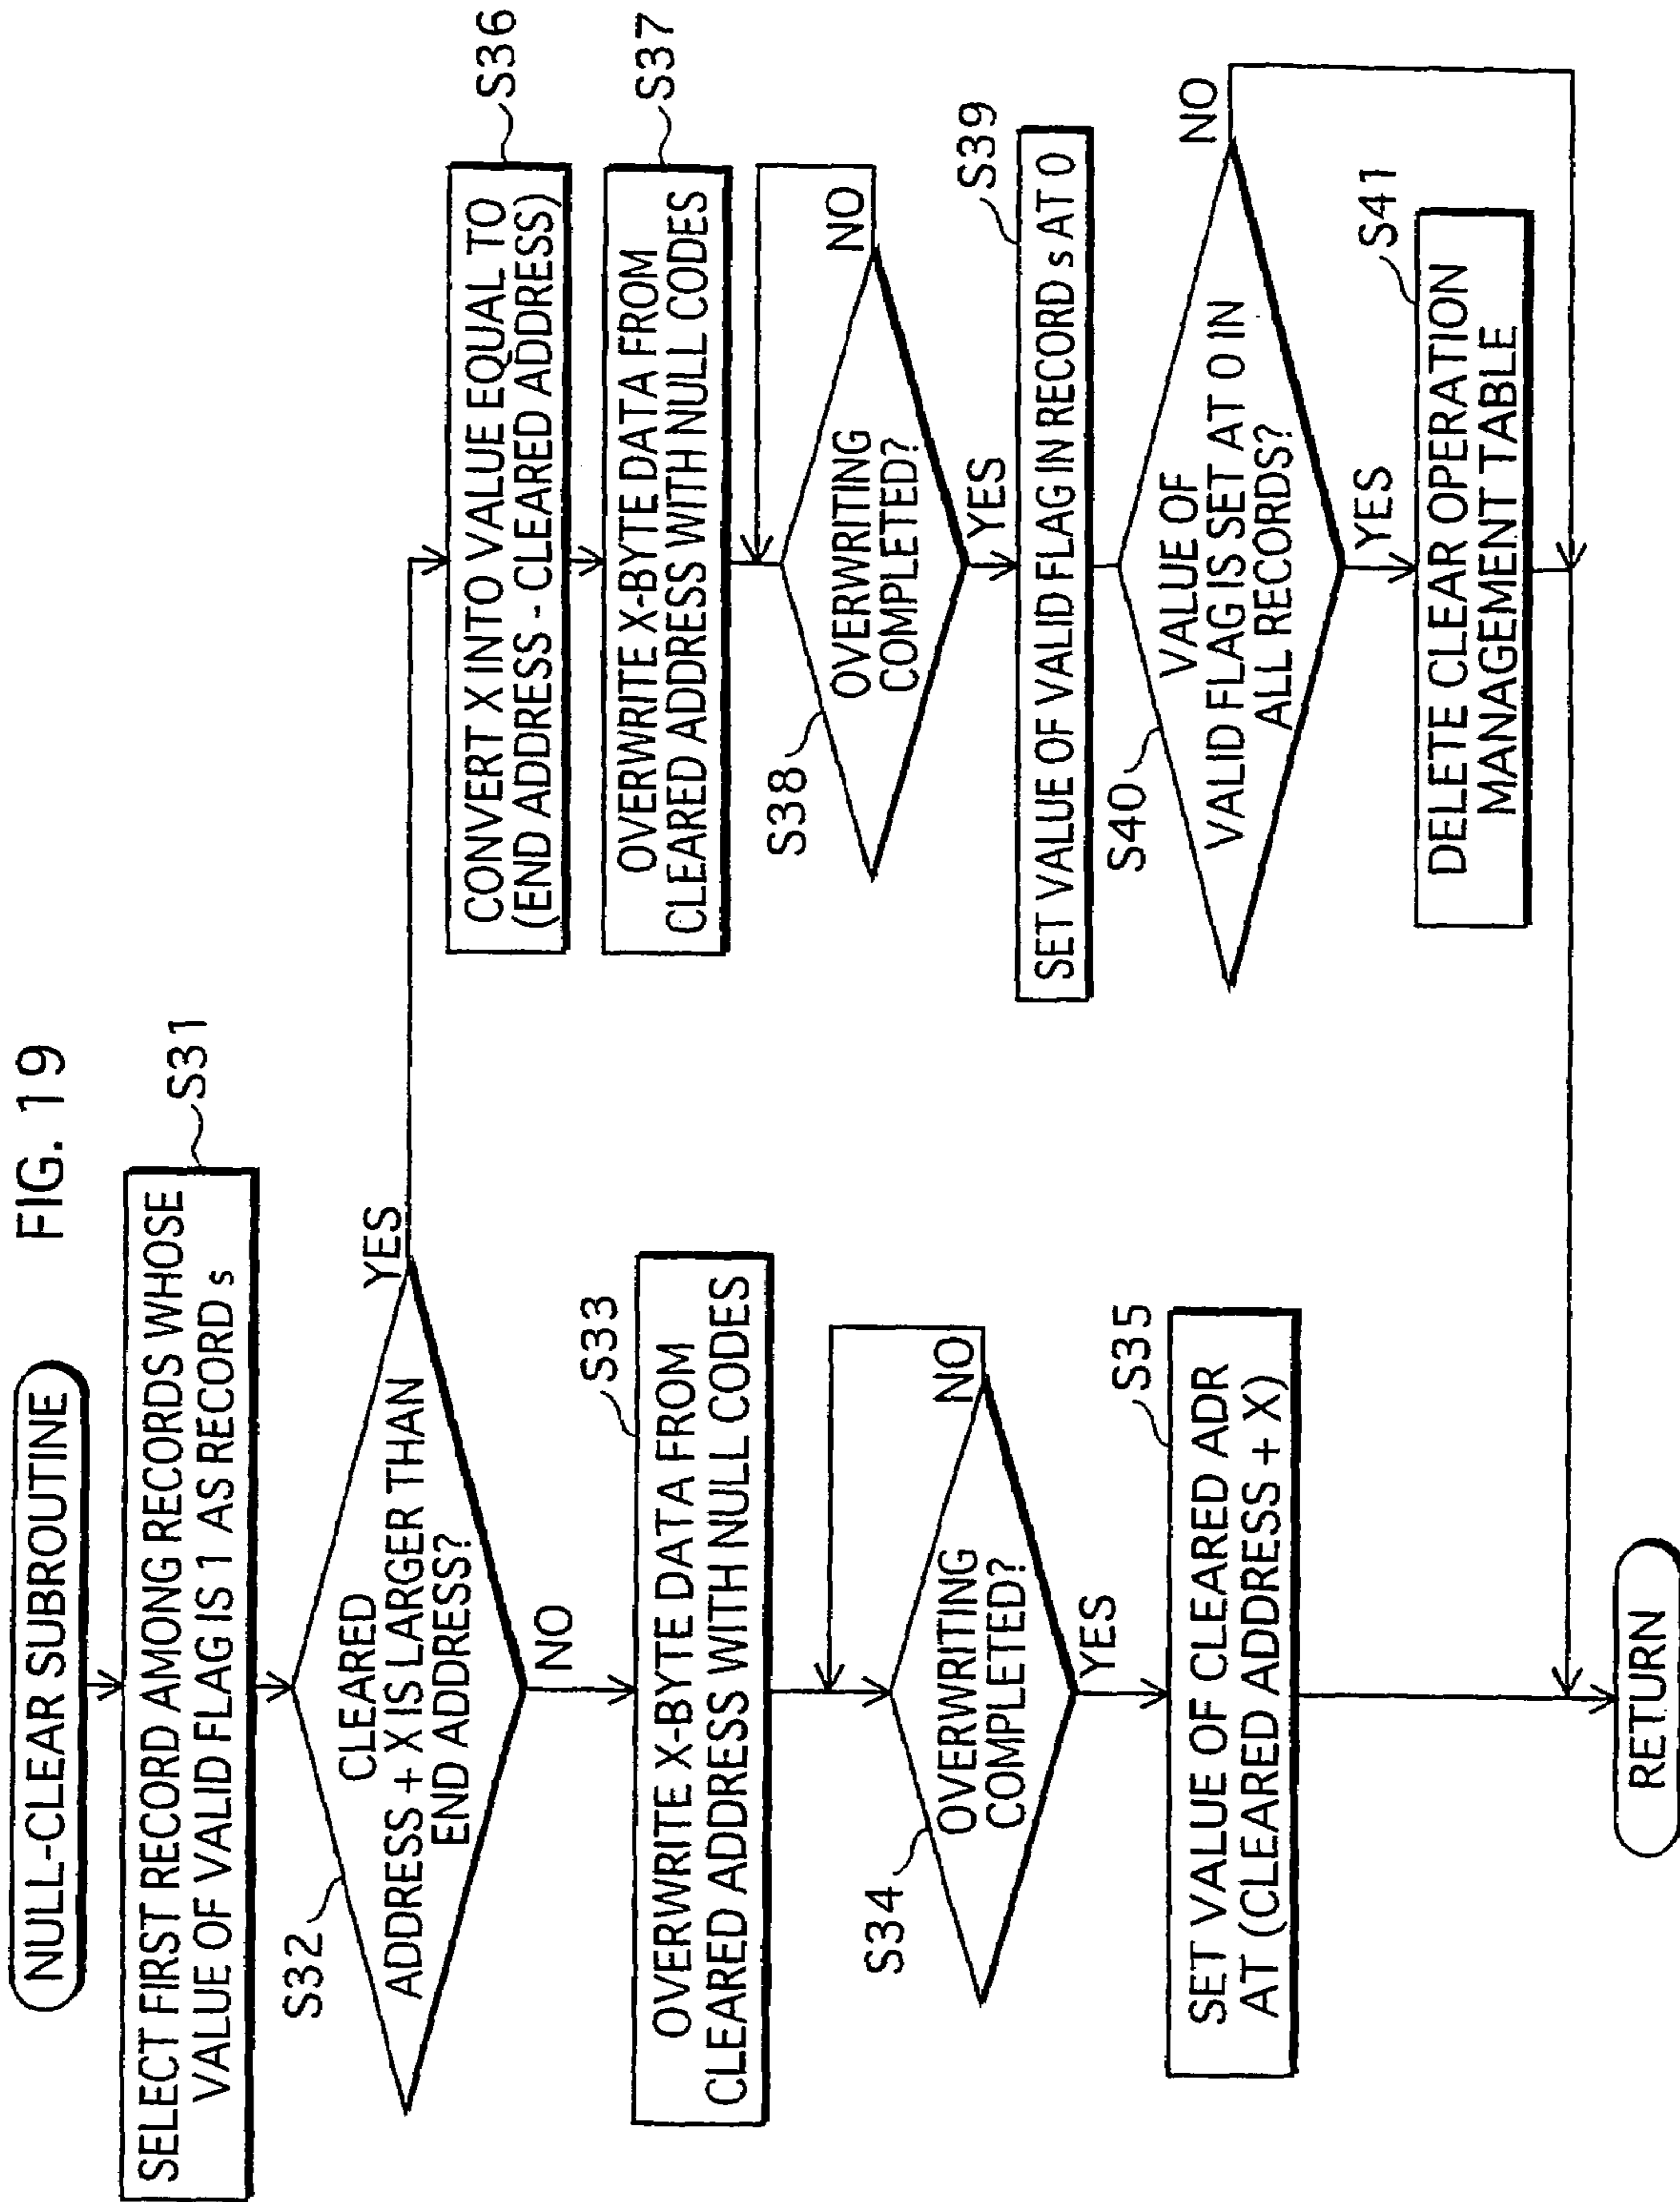 FIG. 19
NULL-CLEAR SUBROUTINE
S31
SELECT FIRST RECORD AMONG RECORDS WHOSE
VALUE OF VALID FLAG IS 1 AS RECORD s
S32
CLEARED
ADDRESS + X IS LARGER THAN
END ADDRESS?
YES
NO
S33
OVERWRITE X-BYTE DATA FROM
CLEARED ADDRESS WITH NULL CODES
S34
OVERWRITING
COMPLETED?
NO
YES
S35
SET VALUE OF CLEARED ADR
AT (CLEARED ADDRESS + X)
RETURN
S36
CONVERT X INTO VALUE EQUAL TO
(END ADDRESS - CLEARED ADDRESS)
S37
OVERWRITE X-BYTE DATA FROM
CLEARED ADDRESS WITH NULL CODES
S38
OVERWRITING
COMPLETED?
NO
YES
S39
SET VALUE OF VALID FLAG IN RECORD s AT 0
S40
VALUE OF
VALID FLAG IS SET AT 0 IN
ALL RECORDS?
NO
YES
S41
DELETE CLEAR OPERATION
MANAGEMENT TABLE